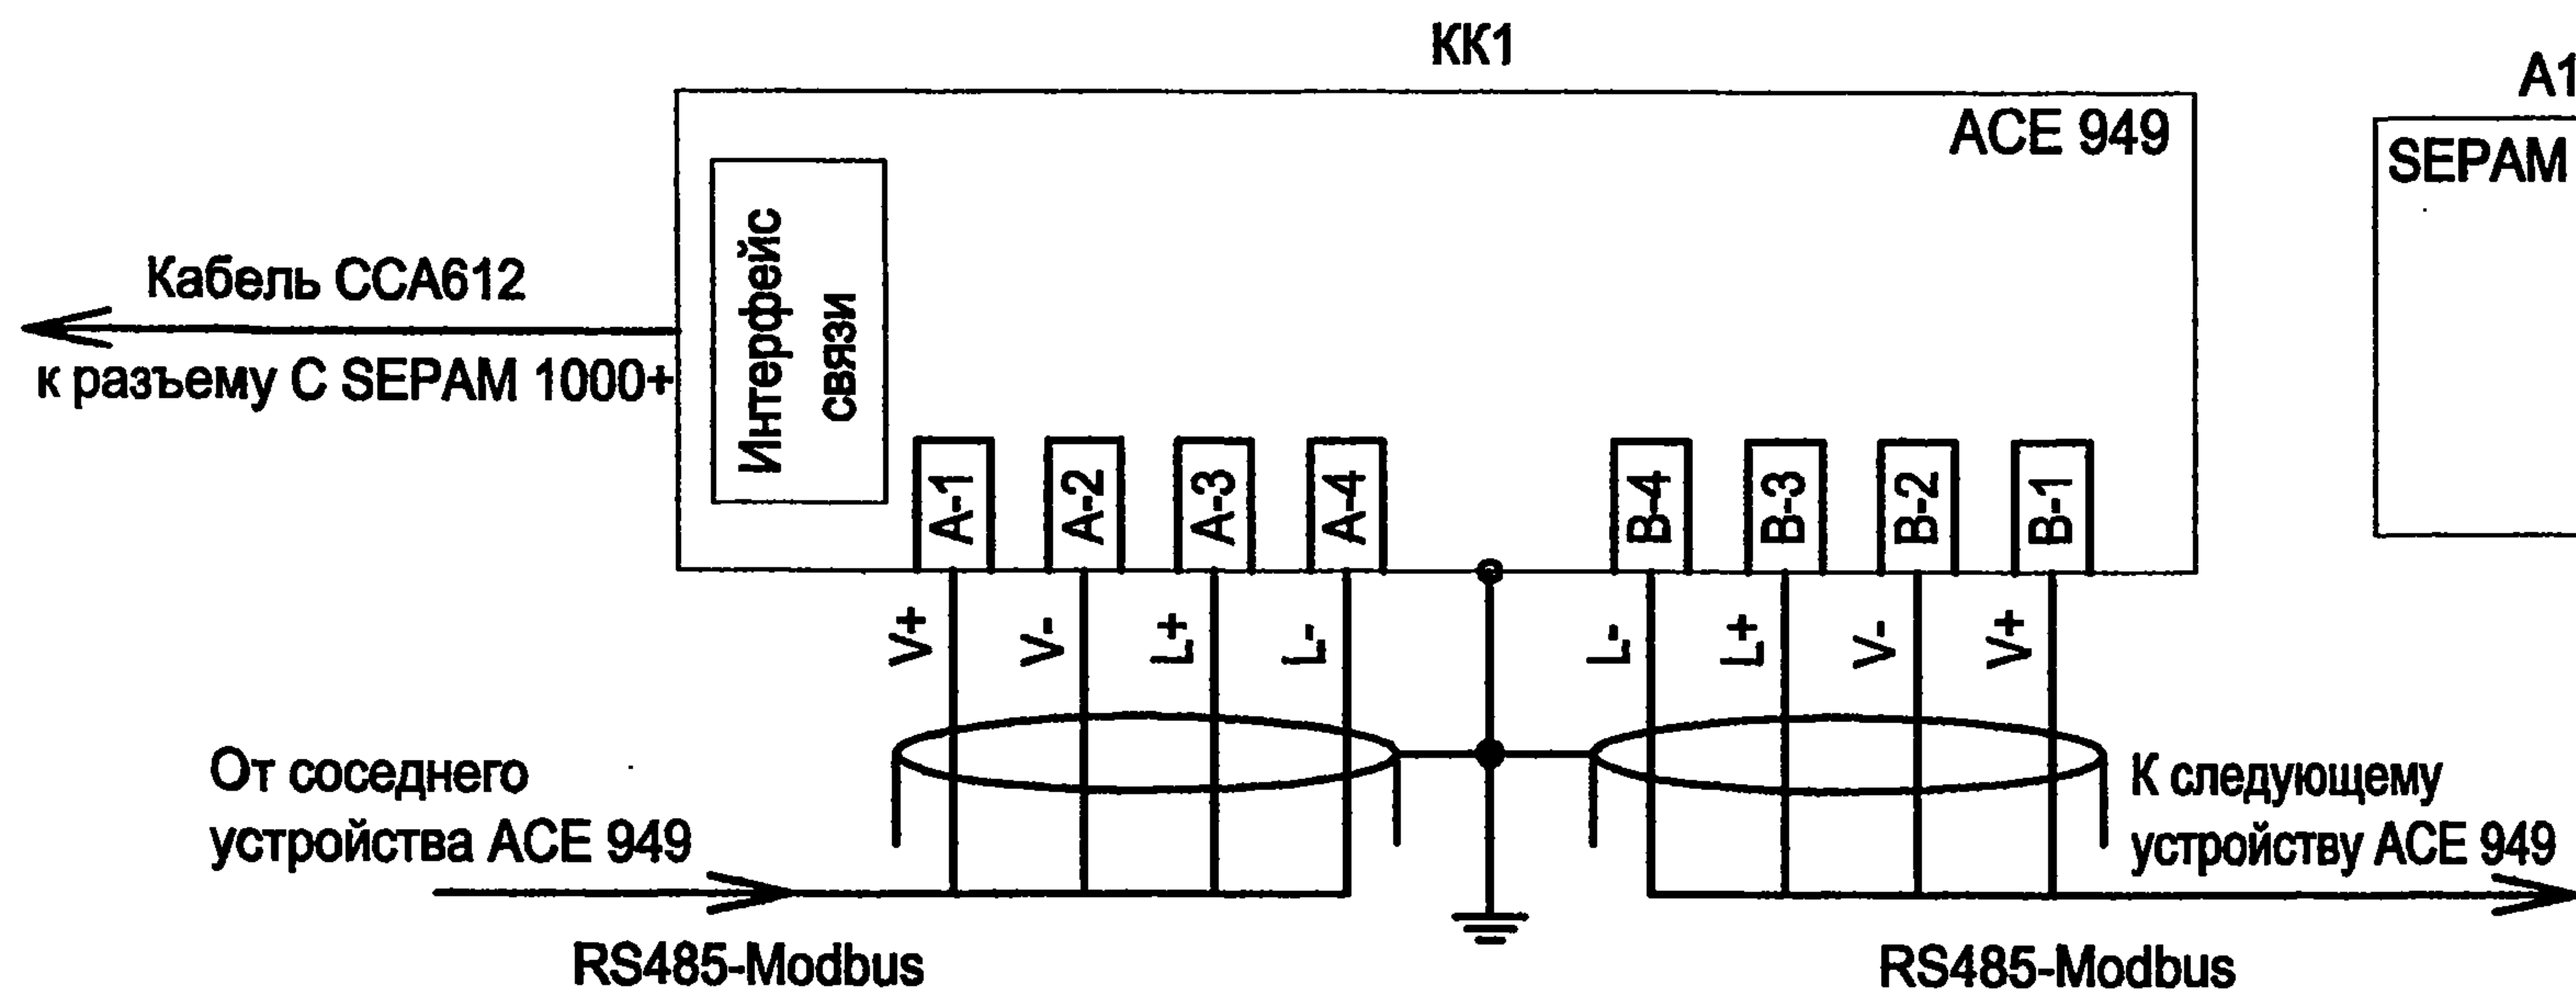 КК1
ACE 949
A1
SEPAM
Интерфейс
связи
Кабель ССА612
к разъему С SEPAM 1000+
A-1
A-2
A-3
A-4
B-4
B-3
B-2
B-1
V+
V-
L+
L-
L-
L+
V-
V+
От соседнего
устройства ACE 949
К следующему
устройству ACE 949
RS485-Modbus
RS485-Modbus